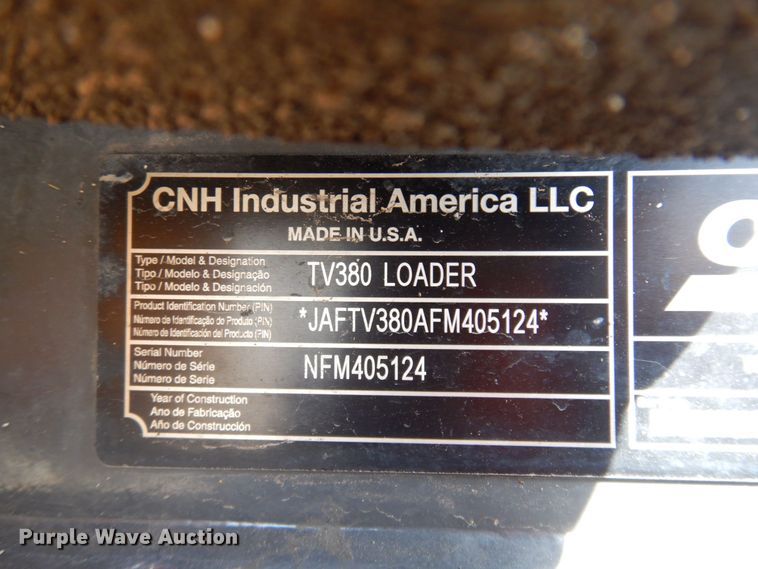 CNH Industrial America LLC
MADE IN U.S.A.
Type / Model & Designation
TV / Modelo & Designação
Tipo / Modelo & Designación
TV380 LOADER
Product Identification Number (PIN)
Número de Identificação do Produto (PIN)
Número de Identificación del Producto (PIN)
*JAFTV380AFM405124*
Serial Number
Número de Série
Número de Serie
NFM405124
Year of Construction
Ano de Fabricação
Año de Construcción
Purple Wave Auction